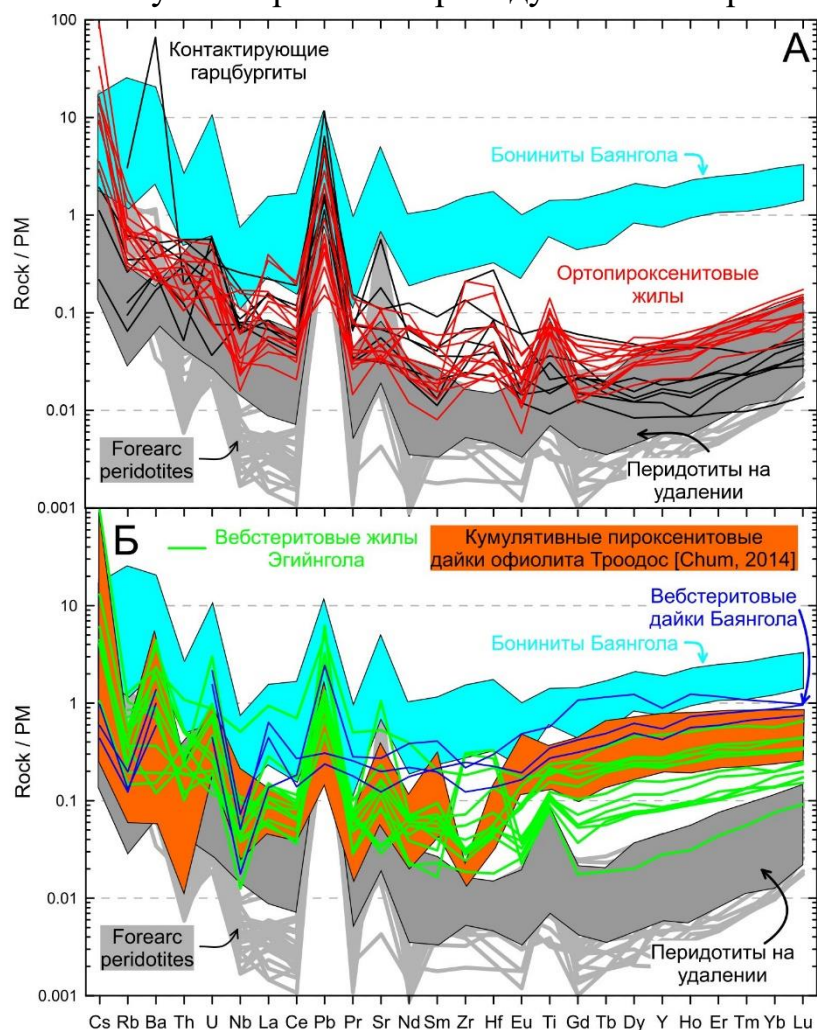 100
А
Контактирующие
гарцбургиты
10
Бониниты Баянгола
1
Rock / PM
Ортопироксенитовые
жилы
0.1
0.01
Forearc
peridotites
Перидотиты на
удалении
0.001
Б
Вебстеритовые жилы
Эгийнгола
Кумулятивные пироксенитовые
дайки офиолита Троодос [Chum, 2014]
Вебстеритовые
дайки Баянгола
10
Бониниты Баянгола
1
Rock / PM
0.1
0.01
Forearc
peridotites
Перидотиты на
удалении
0.001
Cs Rb Ba Th U Nb La Ce Pb Pr Sr Nd Sm Zr Hf Eu Ti Gd Tb Dy Y Ho Er Tm Yb Lu